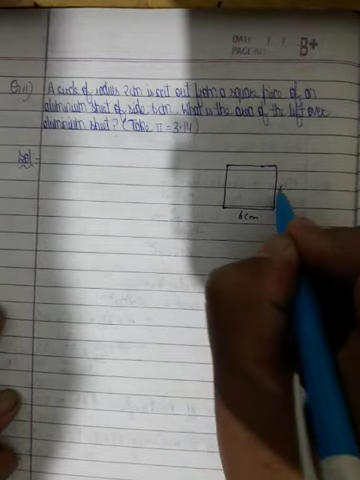 DATE / /
PAGE NO.
B+
Q.11) A circle of radius 2cm is cut out from a square piece of an
aluminium sheet of side 6cm. What is the area of the left over
aluminium sheet? (Take π = 3.14)
Sol:-
6cm